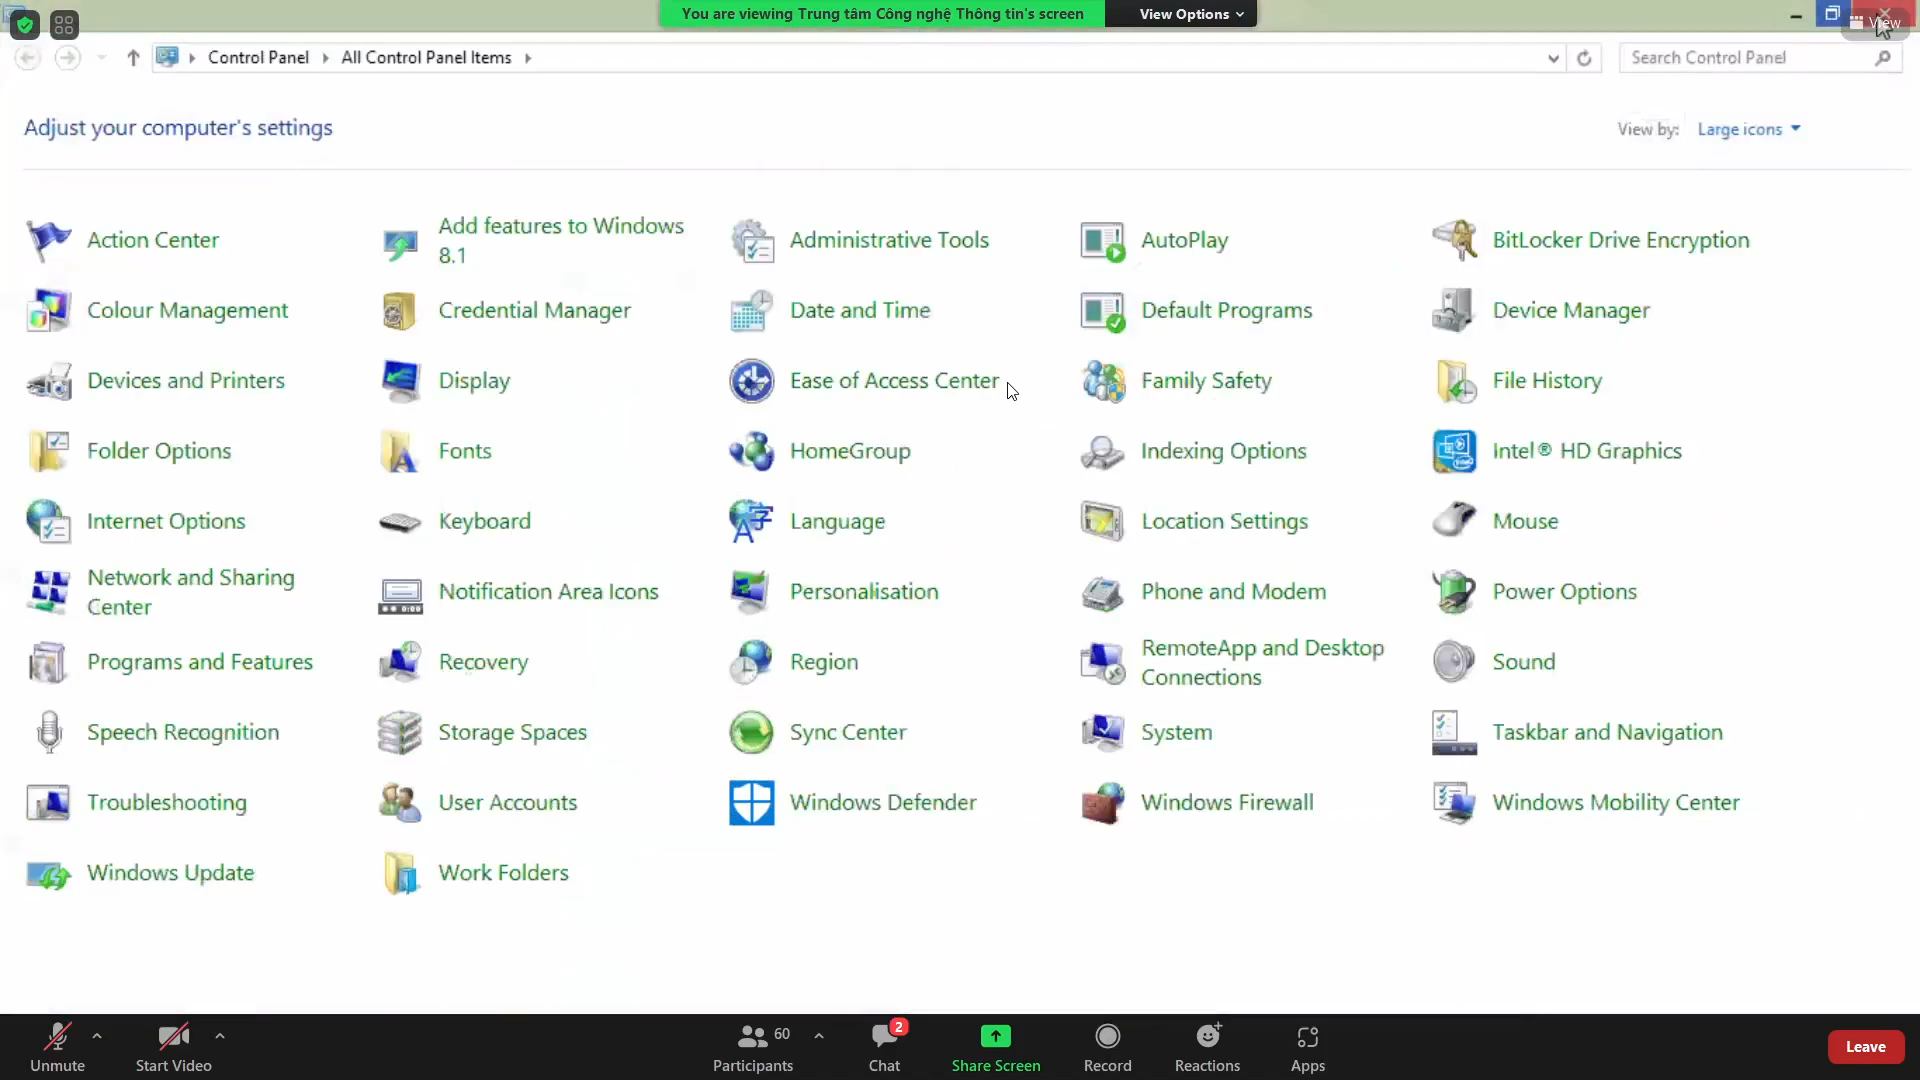 You are viewing Trung tâm Công nghệ Thông tin's screen
View Options
View
Control Panel
All Control Panel Items
Search Control Panel
Adjust your computer's settings
View by:
Large icons
Action Center
Add features to Windows
8.1
Administrative Tools
AutoPlay
BitLocker Drive Encryption
Colour Management
Credential Manager
Date and Time
Default Programs
Device Manager
Devices and Printers
Display
Ease of Access Center
Family Safety
File History
Folder Options
Fonts
HomeGroup
Indexing Options
Intel® HD Graphics
Internet Options
Keyboard
Language
Location Settings
Mouse
Network and Sharing
Center
Notification Area Icons
Personalisation
Phone and Modem
Power Options
Programs and Features
Recovery
Region
RemoteApp and Desktop
Connections
Sound
Speech Recognition
Storage Spaces
Sync Center
System
Taskbar and Navigation
Troubleshooting
User Accounts
Windows Defender
Windows Firewall
Windows Mobility Center
Windows Update
Work Folders
Unmute
Start Video
60
Participants
2
Chat
Share Screen
Record
Reactions
Apps
Leave